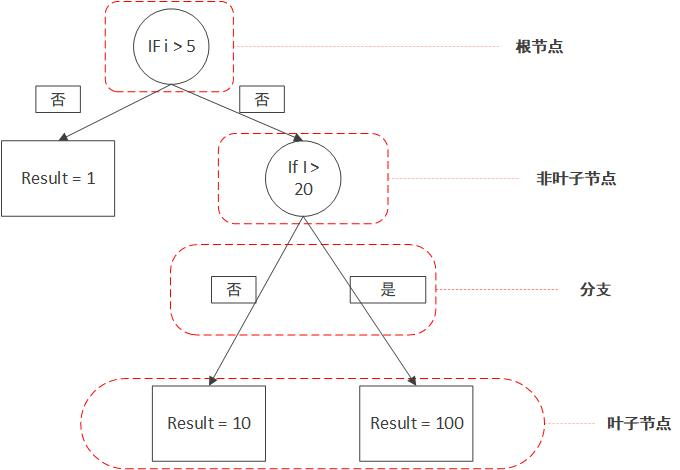 IF i > 5
根节点
否
否
Result = 1
If I >
20
非叶子节点
否
是
分支
Result = 10
Result = 100
叶子节点